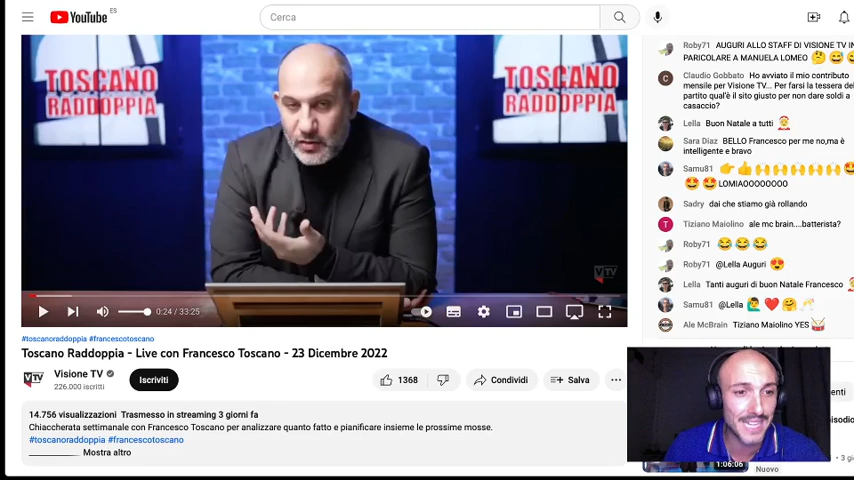 YouTube ES
Cerca
TOSCANO
RADDOPPIA
TOSCANO
RADDOPPIA
VTV
0:24 / 33:25
#toscanoraddoppia #francescotoscano
Toscano Raddoppia - Live con Francesco Toscano - 23 Dicembre 2022
VTV
Visione TV
226.000 iscritti
Iscriviti
1368
Condividi
Salva
14.756 visualizzazioni Trasmesso in streaming 3 giorni fa
Chiaccherata settimanale con Francesco Toscano per analizzare quanto fatto e pianificare insieme le prossime mosse.
#toscanoraddoppia #francescotoscano
Mostra altro
Roby71 AUGURI ALLO STAFF DI VISIONE TV IN
PARICOLARE A MANUELA LOMEO 🤔😅
C
Claudio Gobbato Ho avviato il mio contributo
mensile per Visione TV... Per farsi la tessera del
partito qual'è il sito giusto per non dare soldi a
casaccio?
Lella Buon Natale a tutti 🎅
Sara Diaz BELLO Francesco per me no,ma è
intelligente e bravo
Samu81 👉👍🙌🙌🙌🙌🙌🤩
🤩🤩LOMIAOOOOOOOO
Sadry dai che stiamo già rollando
T
Tiziano Maiolino ale mc brain....batterista?
Roby71 😂😂😂
Roby71 @Lella Auguri 😍
Lella Tanti auguri di buon Natale Francesco
Samu81 @Lella 🙋‍♂️❤️🤗🥂
Ale McBrain Tiziano Maiolino YES 🥁
1:06:06
Nuovo